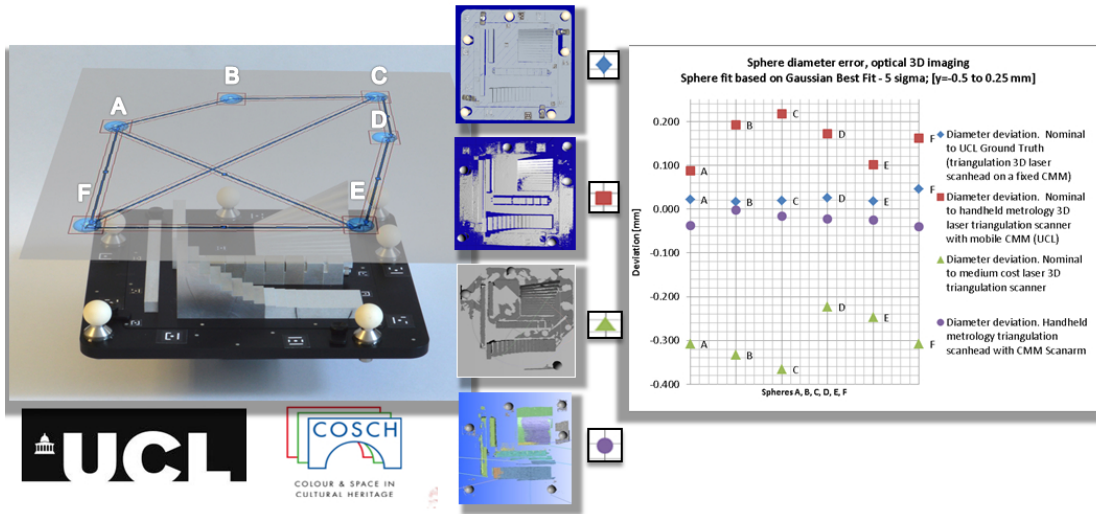 B
C
A
D
F
E
UCL
COSCH
COLOUR & SPACE IN
CULTURAL HERITAGE
Sphere diameter error, optical 3D imaging
Sphere fit based on Gaussian Best Fit - 5 sigma; [y=-0.5 to 0.25 mm]
Deviation [mm]
0.200
0.100
0.000
-0.100
-0.200
-0.300
-0.400
A
B
C
D
E
F
A
B
C
D
E
F
A
B
C
D
E
F
Spheres A, B, C, D, E, F
Diameter deviation. Nominal
to UCL Ground Truth
(triangulation 3D laser
scanhead on a fixed CMM)
Diameter deviation. Nominal
to handheld metrology 3D
laser triangulation scanner
with mobile CMM (UCL)
Diameter deviation. Nominal
to medium cost laser 3D
triangulation scanner
Diameter deviation. Handheld
metrology triangulation
scanhead with CMM Scanarm